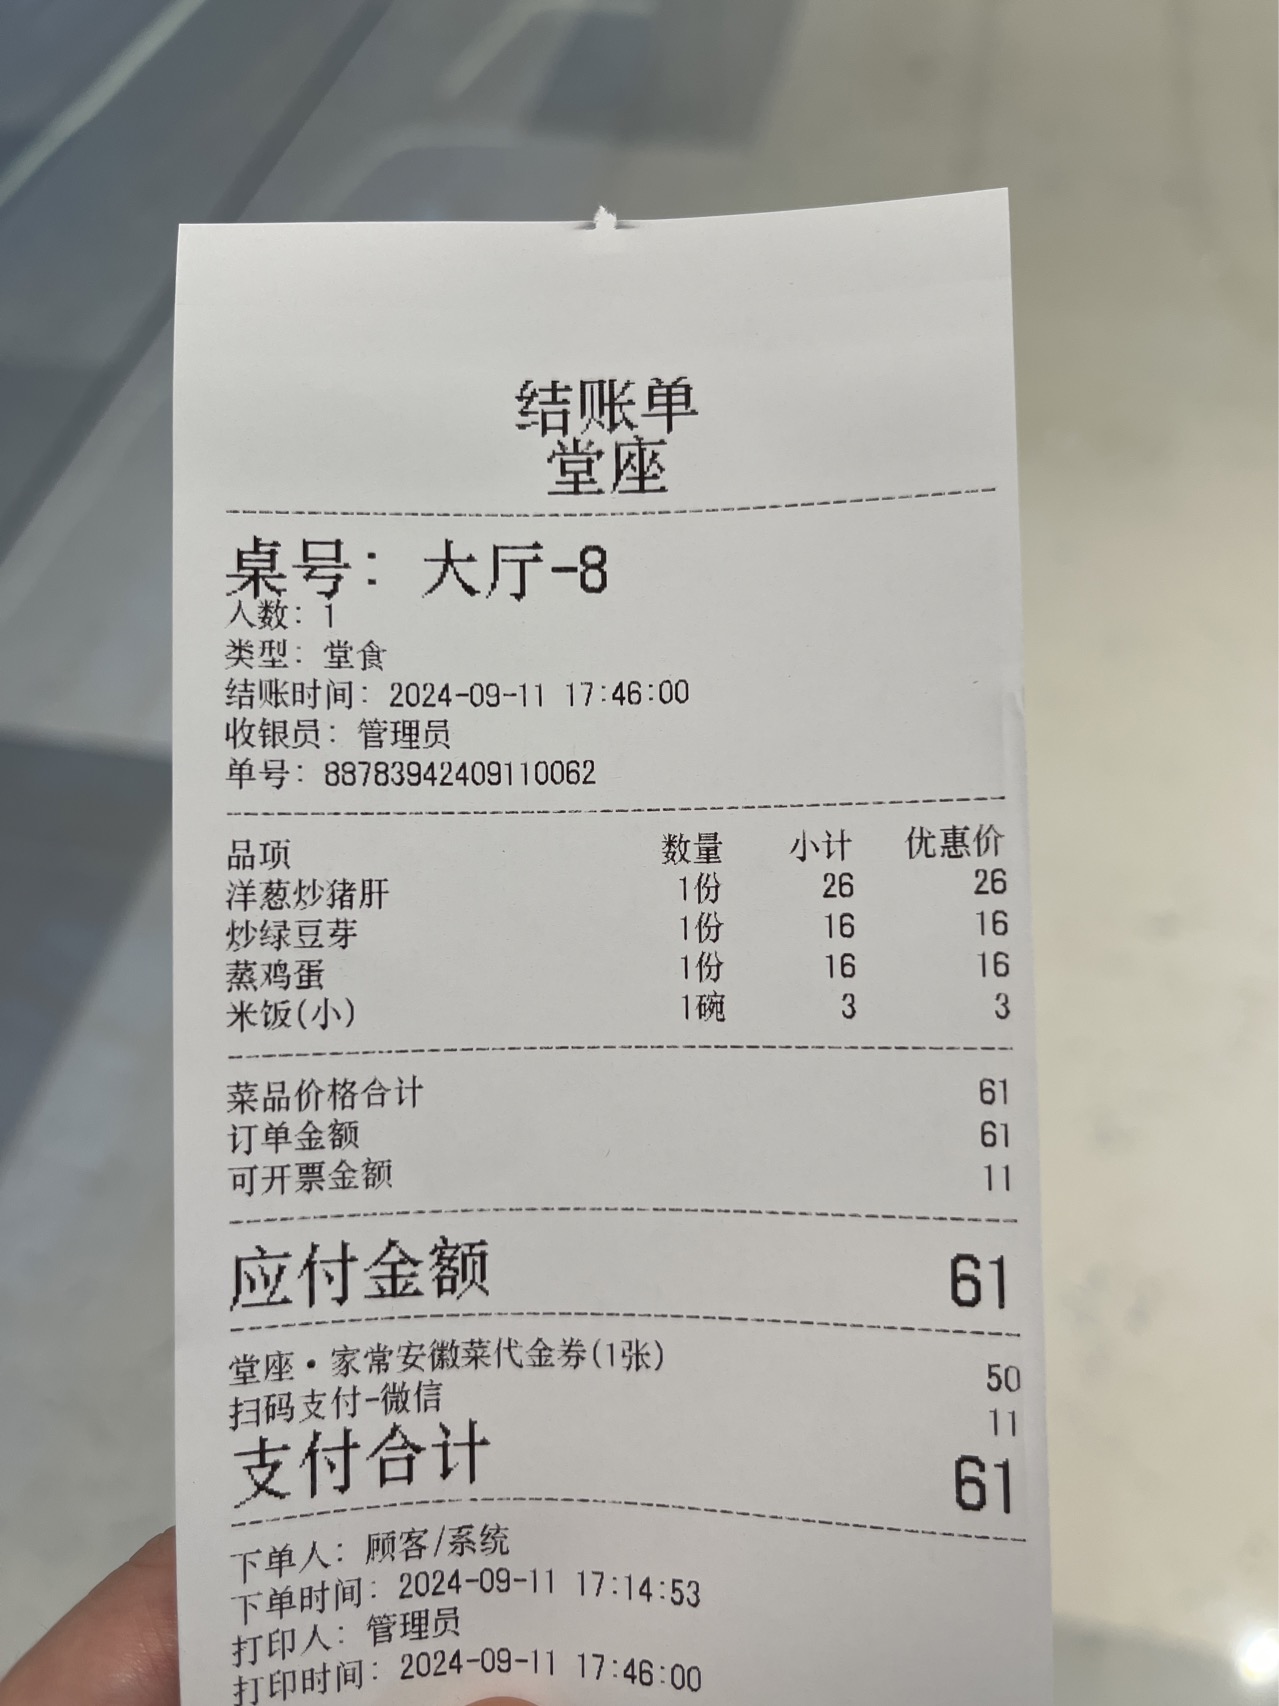 结账单
堂座
桌号: 大厅-8
人数: 1
类型: 堂食
结账时间: 2024-09-11 17:46:00
收银员: 管理员
单号: 88783942409110062
品项 数量 小计 优惠价
洋葱炒猪肝 1份 26 26
炒绿豆芽 1份 16 16
蒸鸡蛋 1份 16 16
米饭(小) 1碗 3 3
菜品价格合计 61
订单金额 61
可开票金额 11
应付金额 61
堂座·家常安徽菜代金券(1张) 50
扫码支付-微信 11
支付合计 61
下单人: 顾客/系统
下单时间: 2024-09-11 17:14:53
打印人: 管理员
打印时间: 2024-09-11 17:46:00